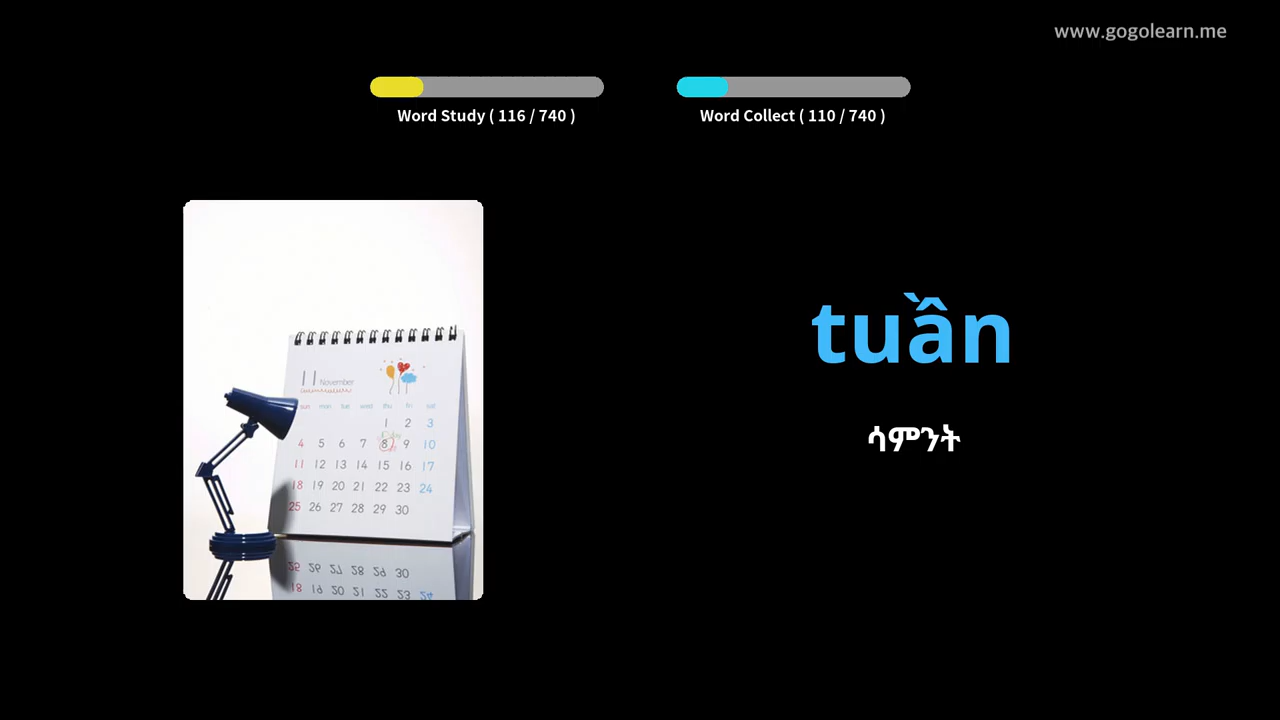 www.gogolearn.me
Word Study ( 116 / 740 )
Word Collect ( 110 / 740 )
11 November
sun mon tue wed thu fri sat
1 2 3
4 5 6 7 8 9 10
11 12 13 14 15 16 17
18 19 20 21 22 23 24
25 26 27 28 29 30
tuần
ሳምንት